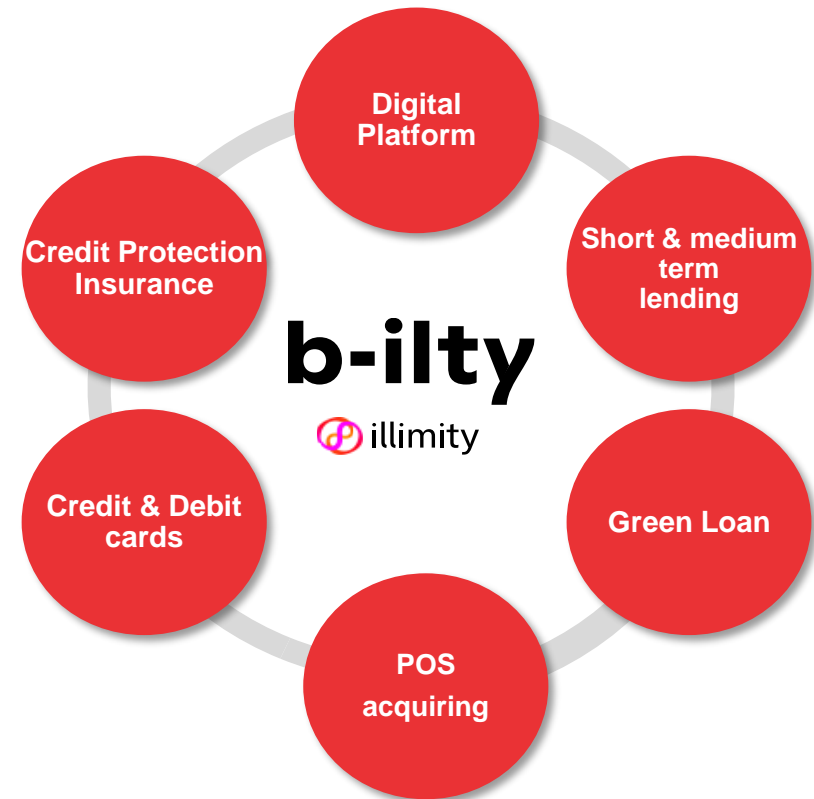 Digital
Platform
Short & medium
term
lending
Green Loan
POS
acquiring
Credit & Debit
cards
Credit Protection
Insurance
b-ilty
illimity